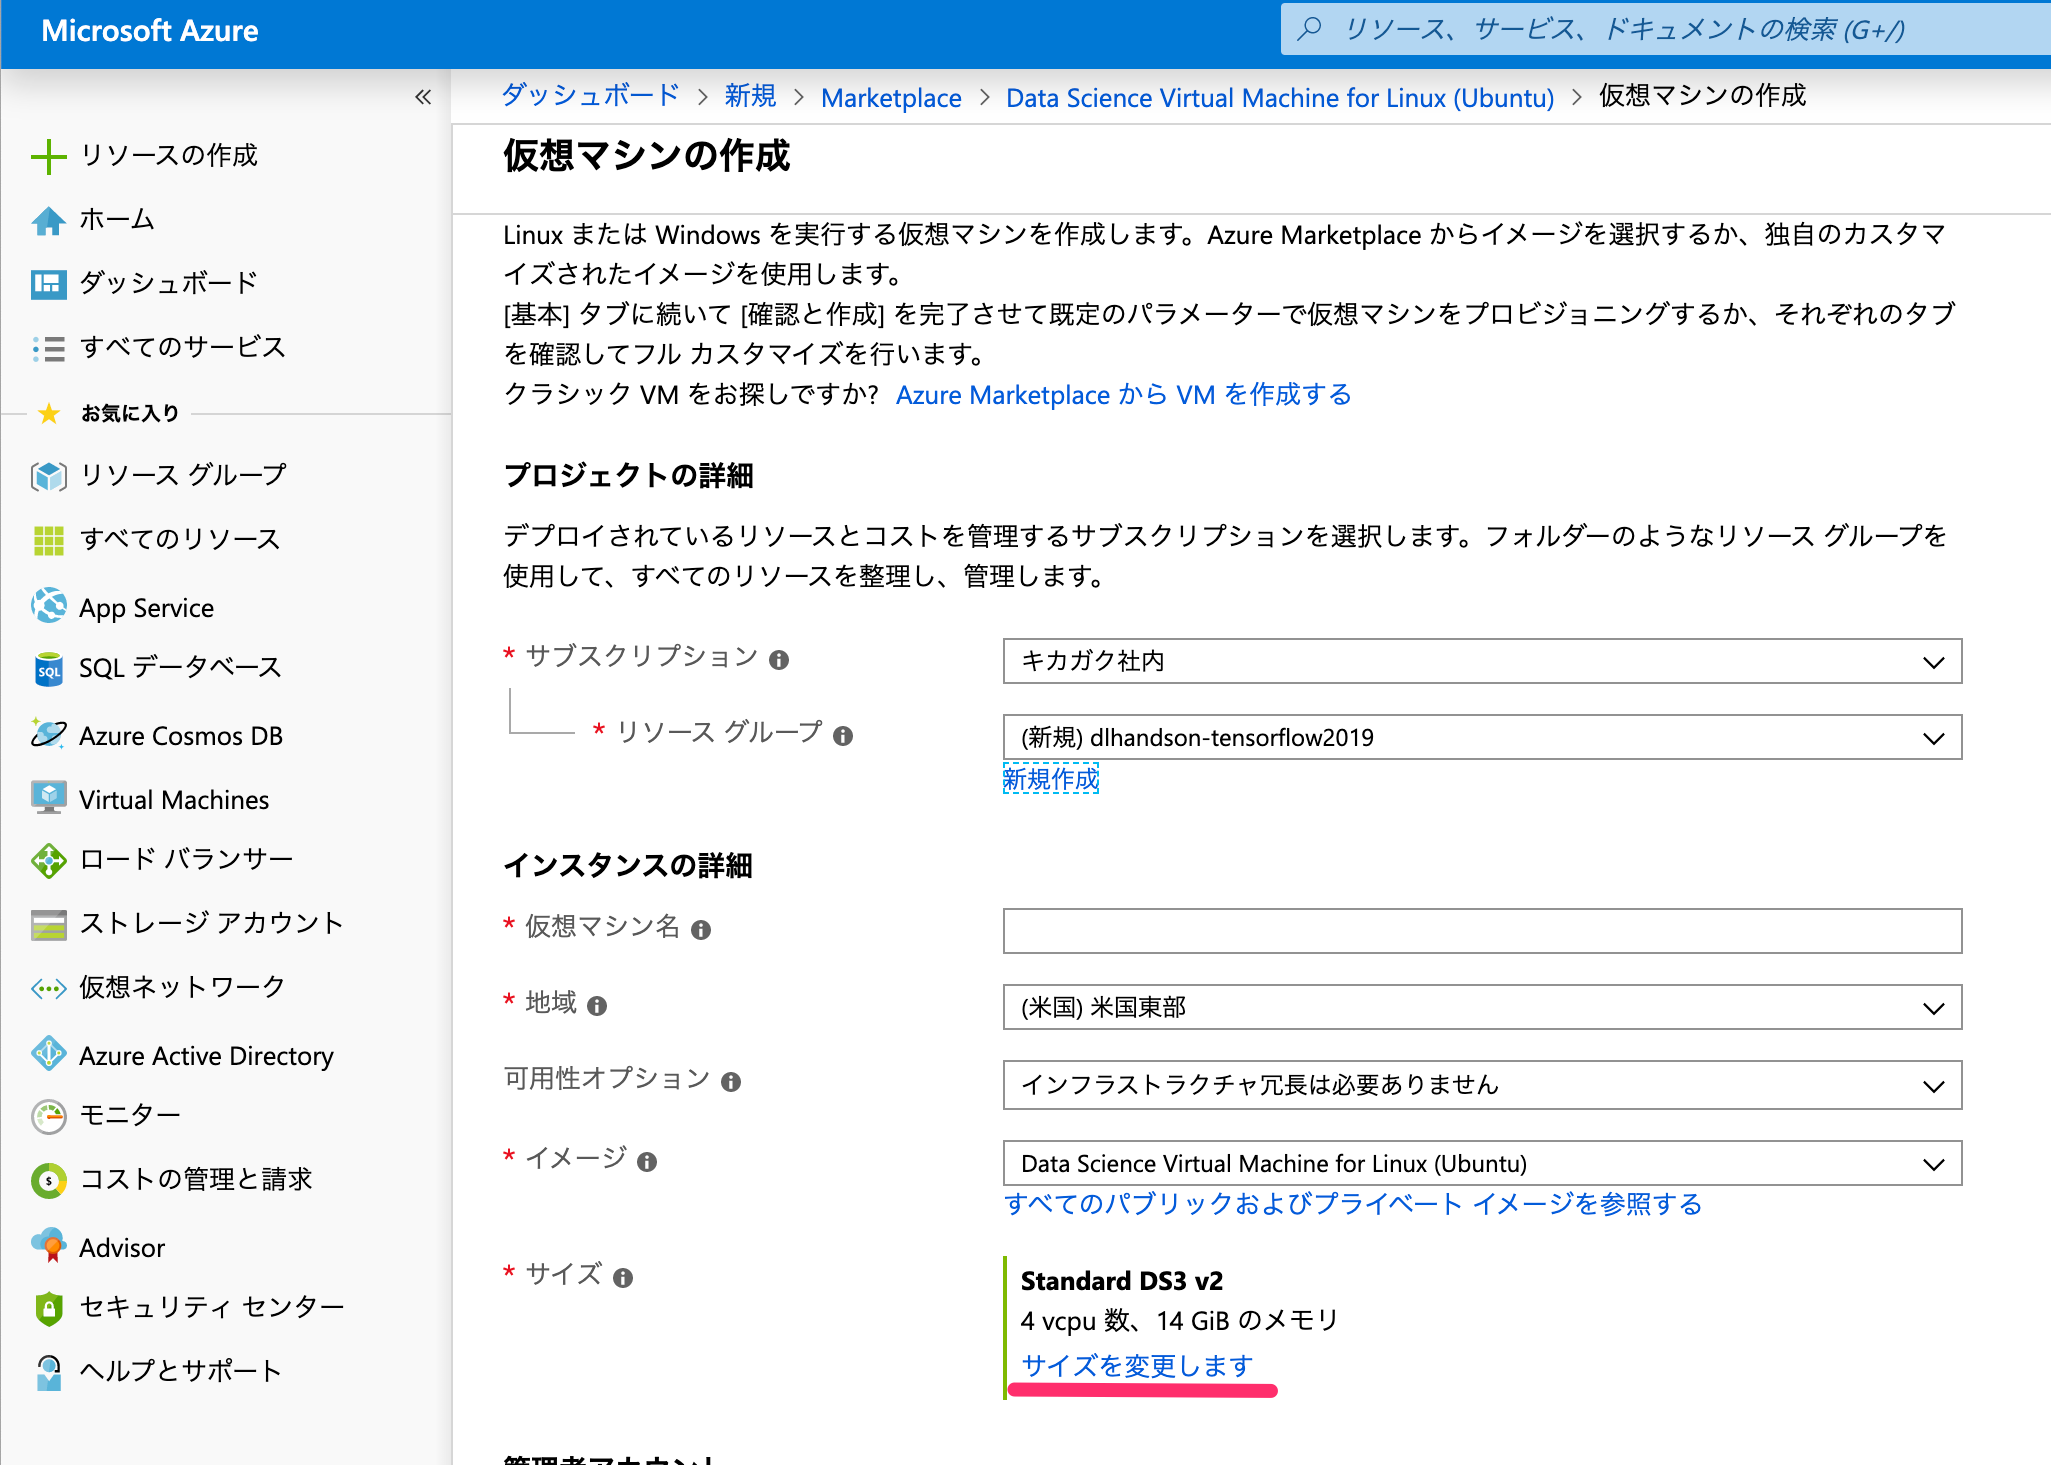 Microsoft Azure
リソース、サービス、ドキュメントの検索 (G+/)
«
リソースの作成
ホーム
ダッシュボード
すべてのサービス
お気に入り
リソース グループ
すべてのリソース
App Service
SQL データベース
Azure Cosmos DB
Virtual Machines
ロード バランサー
ストレージ アカウント
仮想ネットワーク
Azure Active Directory
モニター
コストの管理と請求
Advisor
セキュリティ センター
ヘルプとサポート
ダッシュボード > 新規 > Marketplace > Data Science Virtual Machine for Linux (Ubuntu) > 仮想マシンの作成
仮想マシンの作成
Linux または Windows を実行する仮想マシンを作成します。Azure Marketplace からイメージを選択するか、独自のカスタマ
イズされたイメージを使用します。
[基本] タブに続いて [確認と作成] を完了させて既定のパラメーターで仮想マシンをプロビジョニングするか、それぞれのタブ
を確認してフル カスタマイズを行います。
クラシック VM をお探しですか? Azure Marketplace から VM を作成する
プロジェクトの詳細
デプロイされているリソースとコストを管理するサブスクリプションを選択します。フォルダーのようなリソース グループを
使用して、すべてのリソースを整理し、管理します。
* サブスクリプション
キカガク社内
* リソース グループ
(新規) dlhandson-tensorflow2019
新規作成
インスタンスの詳細
* 仮想マシン名
* 地域
(米国) 米国東部
可用性オプション
インフラストラクチャ冗長は必要ありません
* イメージ
Data Science Virtual Machine for Linux (Ubuntu)
すべてのパブリックおよびプライベート イメージを参照する
* サイズ
Standard DS3 v2
4 vcpu 数、14 GiB のメモリ
サイズを変更します
管理者アカウント